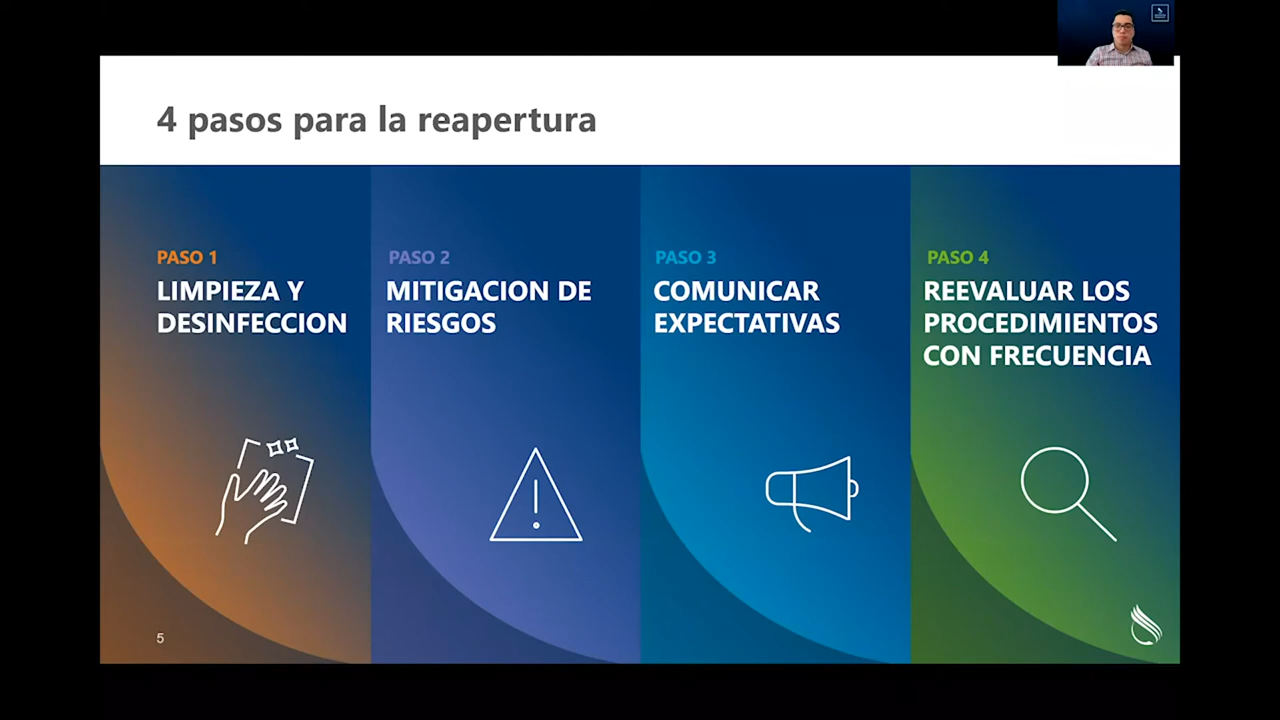 4 pasos para la reapertura
PASO 1
LIMPIEZA Y
DESINFECCION
PASO 2
MITIGACION DE
RIESGOS
PASO 3
COMUNICAR
EXPECTATIVAS
PASO 4
REEVALUAR LOS
PROCEDIMIENTOS
CON FRECUENCIA
5